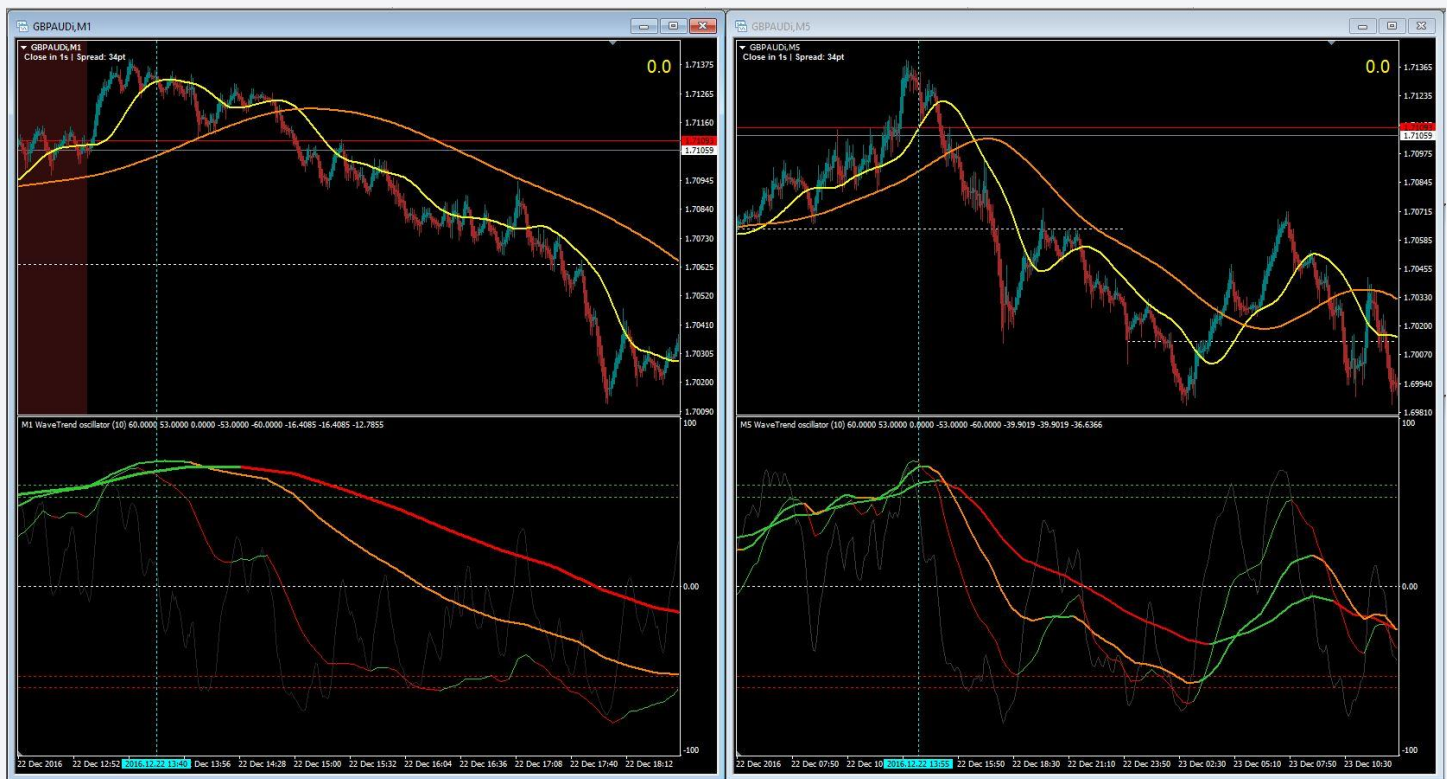 GBPAUDi,M1
GBPAUDi,M1
Close in 1s | Spread: 34pt
0.0
1.71375
1.71265
1.71160
1.71059
1.70945
1.70840
1.70730
1.70625
1.70520
1.70410
1.70305
1.70200
1.70090
M1 WaveTrend oscillator (10) 60.0000 53.0000 0.0000 -53.0000 -60.0000 -16.4085 -16.4085 -12.7855
100
0.00
-100
22 Dec 2016
22 Dec 12:52
2016.12.22 13:40
Dec 13:56
22 Dec 14:28
22 Dec 15:00
22 Dec 15:32
22 Dec 16:04
22 Dec 16:36
22 Dec 17:08
22 Dec 17:40
22 Dec 18:12
GBPAUDi,M5
GBPAUDi,M5
Close in 1s | Spread: 34pt
0.0
1.71365
1.71235
1.71059
1.70975
1.70845
1.70715
1.70585
1.70455
1.70330
1.70200
1.70070
1.69940
1.69810
M5 WaveTrend oscillator (10) 60.0000 53.0000 0.0000 -53.0000 -60.0000 -39.9019 -39.9019 -36.6366
100
0.00
-100
22 Dec 2016
22 Dec 07:50
22 Dec 10
2016.12.22 13:55
22 Dec 15:50
22 Dec 18:30
22 Dec 21:10
22 Dec 23:50
23 Dec 02:30
23 Dec 05:10
23 Dec 07:50
23 Dec 10:30